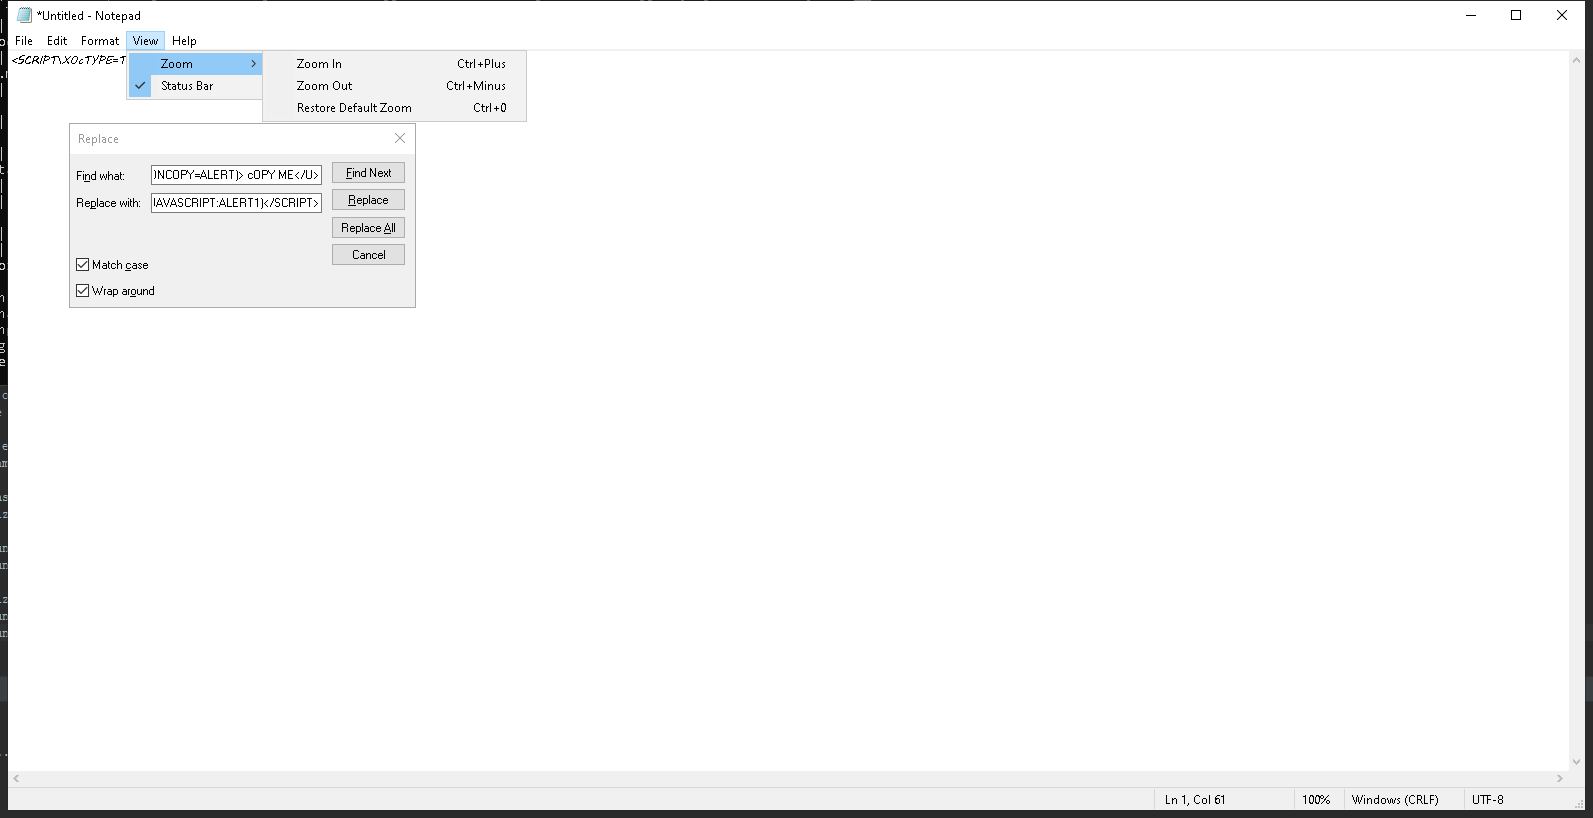 *Untitled - Notepad
File Edit Format View Help
<SCRIPT\X0cTYPE=T
Zoom
Status Bar
Zoom In Ctrl+Plus
Zoom Out Ctrl+Minus
Restore Default Zoom Ctrl+0
Replace
Find what: )NCOPY=ALERT)> cOPY ME</U> Find Next
Replace with: IAVASCRIPT:ALERT1)</SCRIPT> Replace
Replace All
Cancel
Match case
Wrap around
Ln 1, Col 61 100% Windows (CRLF) UTF-8